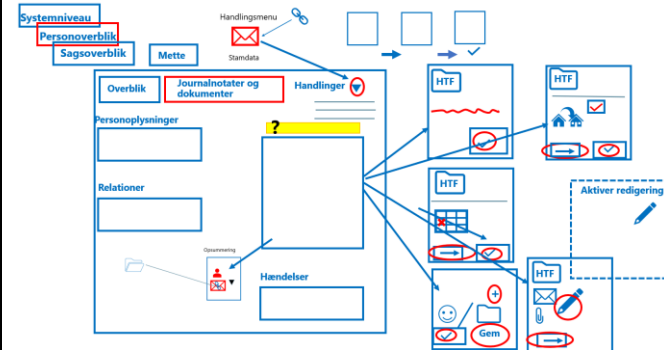 Systemniveau
Personoverblik
Sagsoverblik
Mette
Handlingsmenu
Stamdata
Overblik
Journalnotater og
dokumenter
Handlinger
?
Personoplysninger
Relationer
Opsummering
Hændelser
HTF
HTF
HTF
Aktiver redigering
HTF
Gem